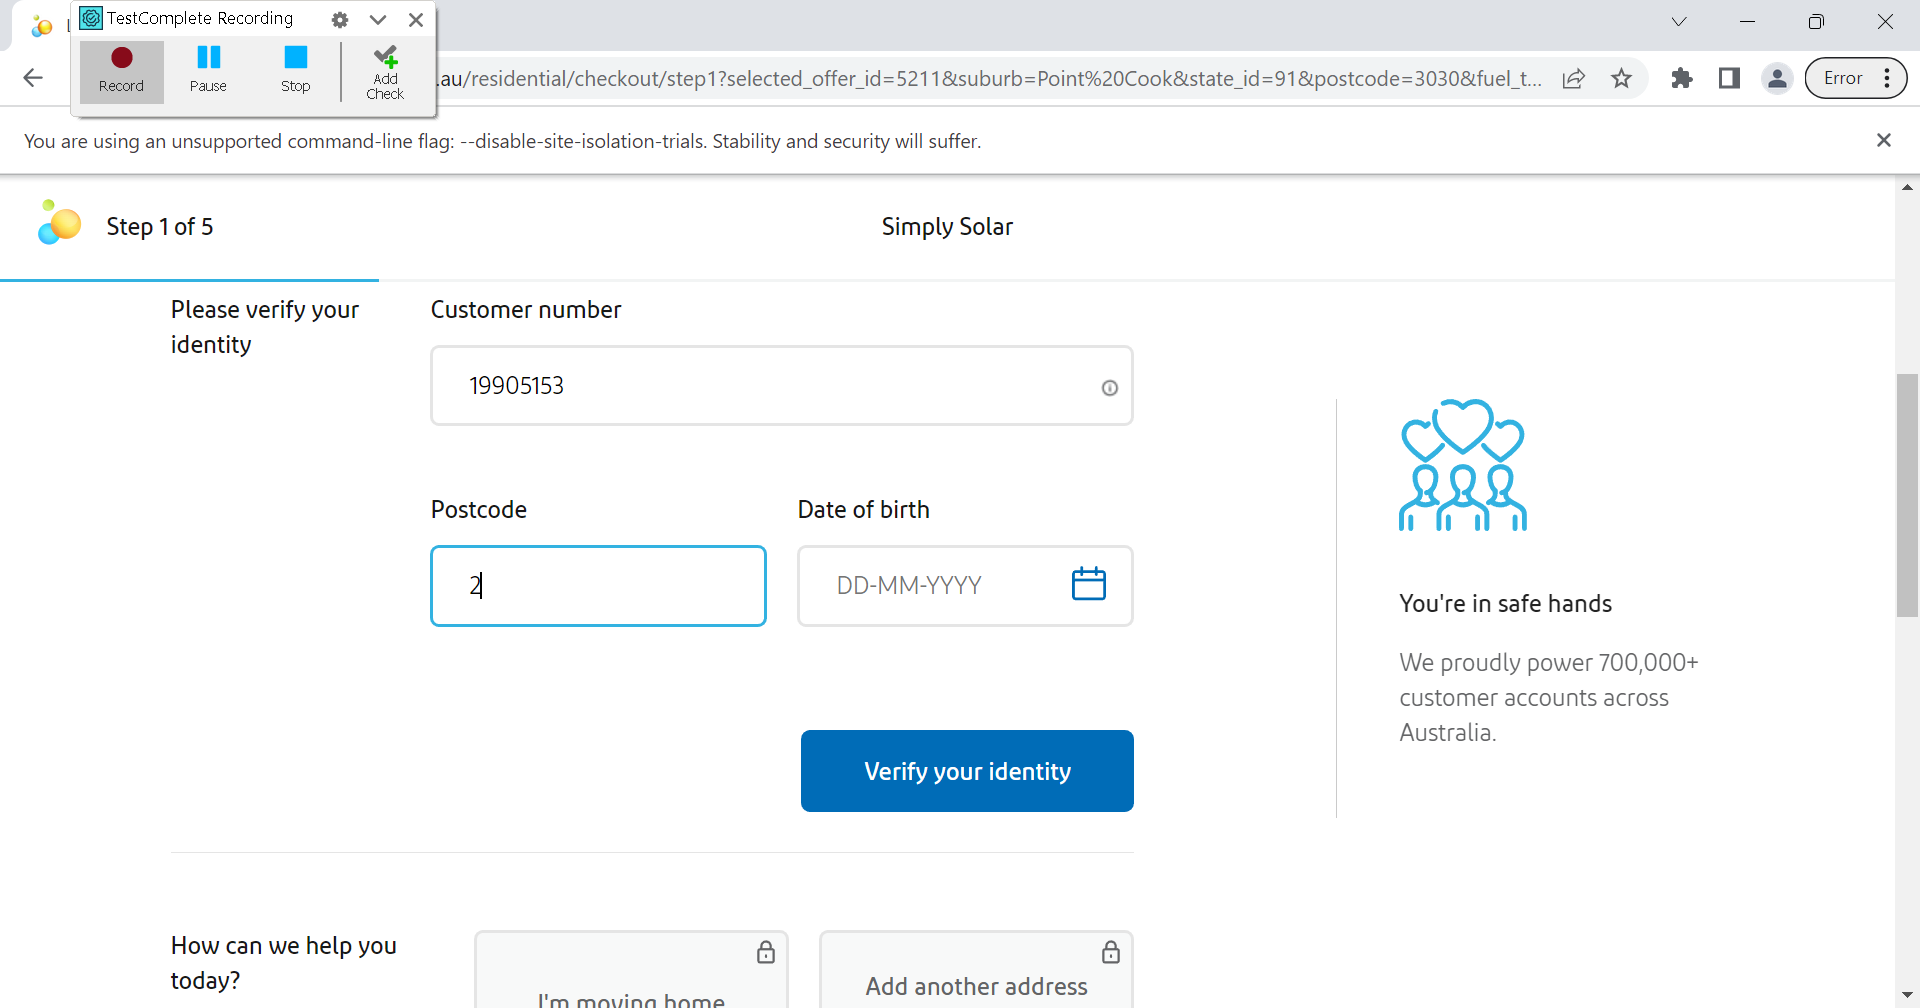 TestComplete Recording
Record
Pause
Stop
Add
Check
.au/residential/checkout/step1?selected_offer_id=5211&suburb=Point%20Cook&state_id=91&postcode=3030&fuel_t...
Error
You are using an unsupported command-line flag: --disable-site-isolation-trials. Stability and security will suffer.
Step 1 of 5
Simply Solar
Please verify your
identity
Customer number
19905153
Postcode
Date of birth
2
DD-MM-YYYY
Verify your identity
You're in safe hands
We proudly power 700,000+
customer accounts across
Australia.
How can we help you
today?
I'm moving home
Add another address